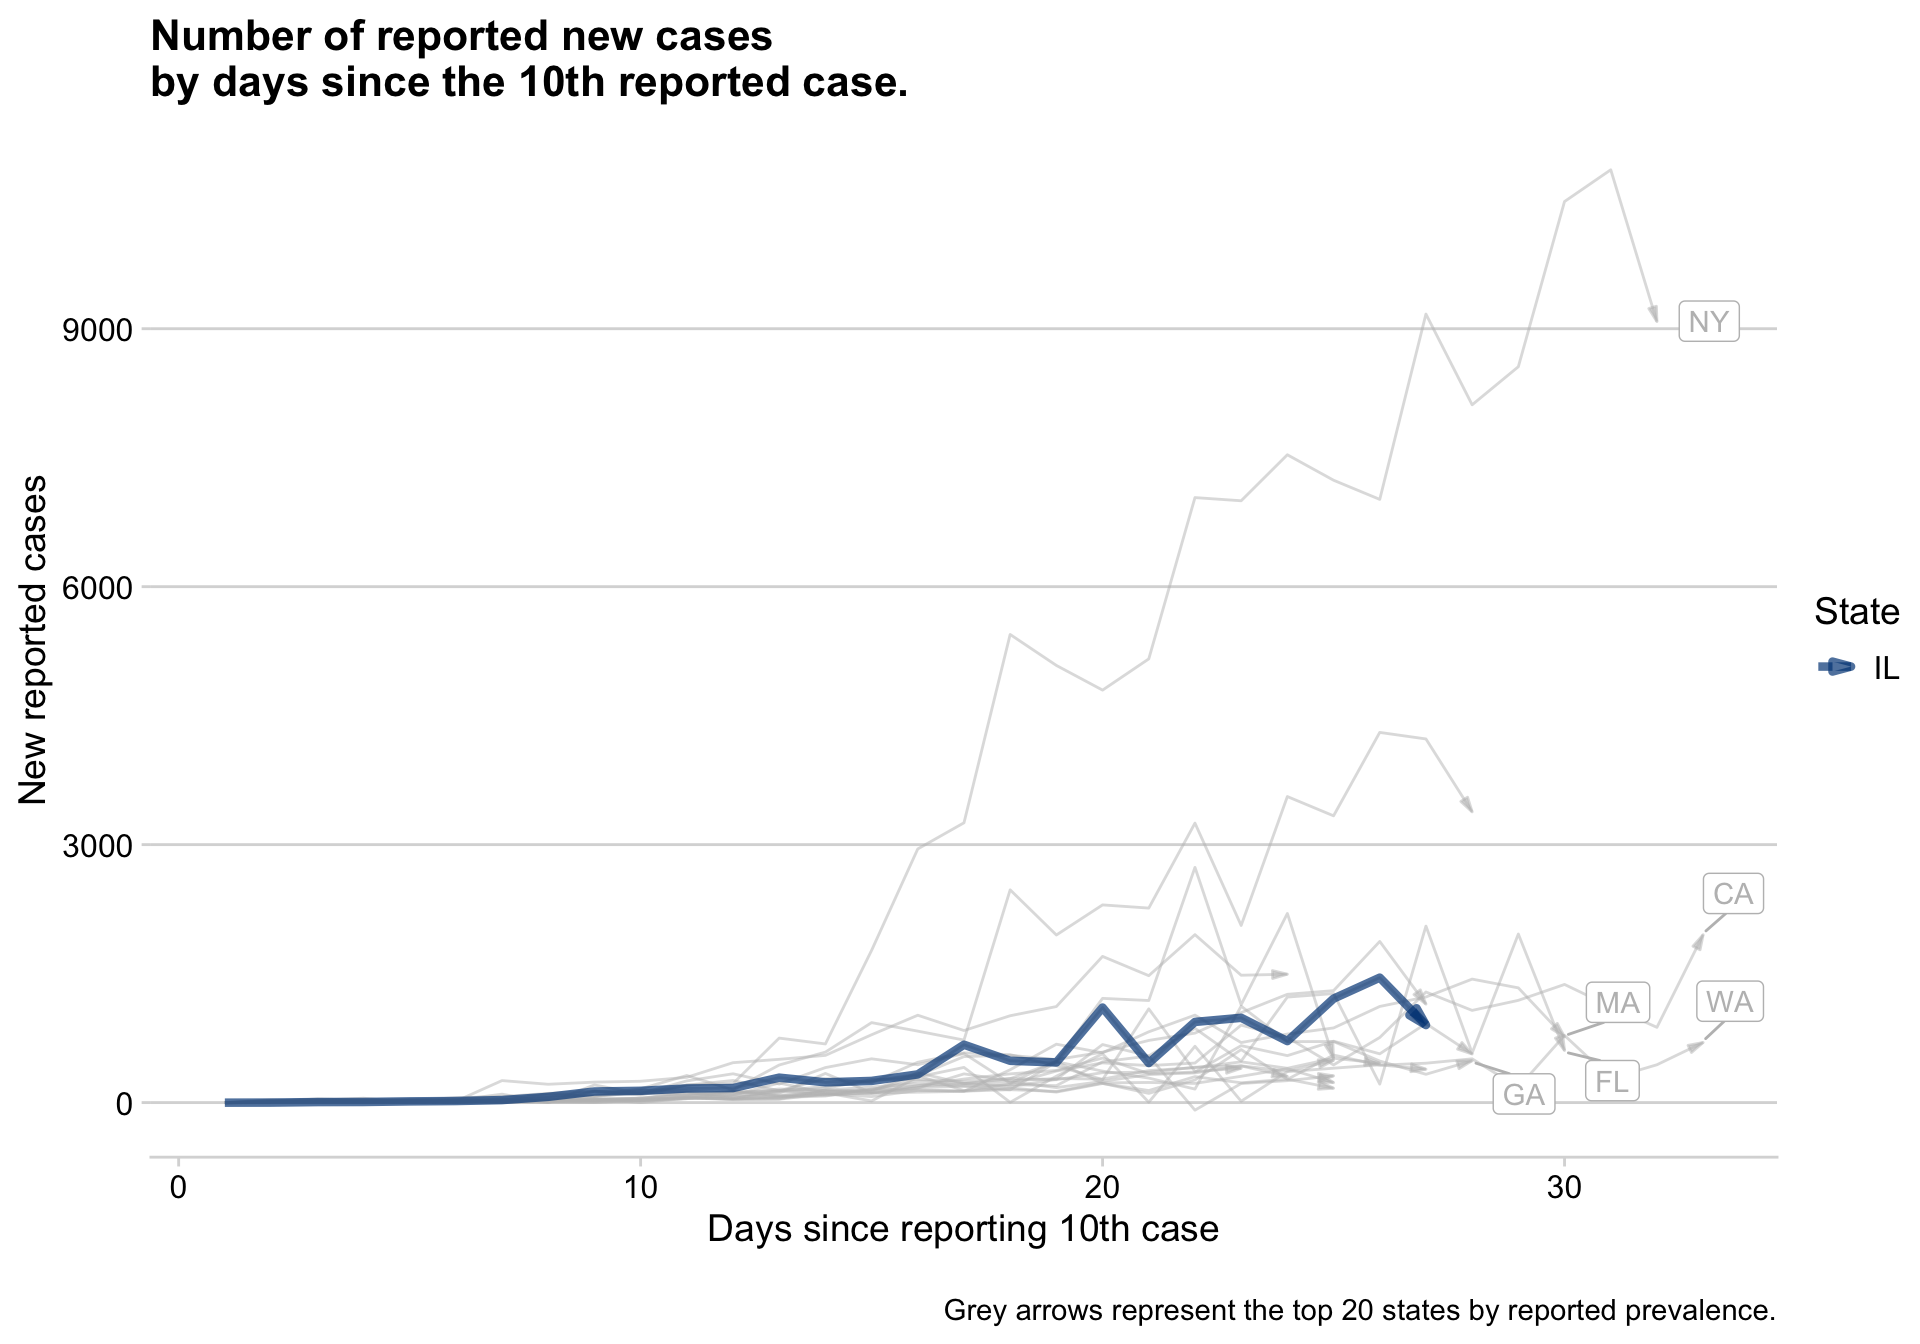 Number of reported new cases
by days since the 10th reported case.
New reported cases
9000
6000
3000
0
NY
CA
MA
WA
FL
GA
State
IL
0
10
20
30
Days since reporting 10th case
Grey arrows represent the top 20 states by reported prevalence.